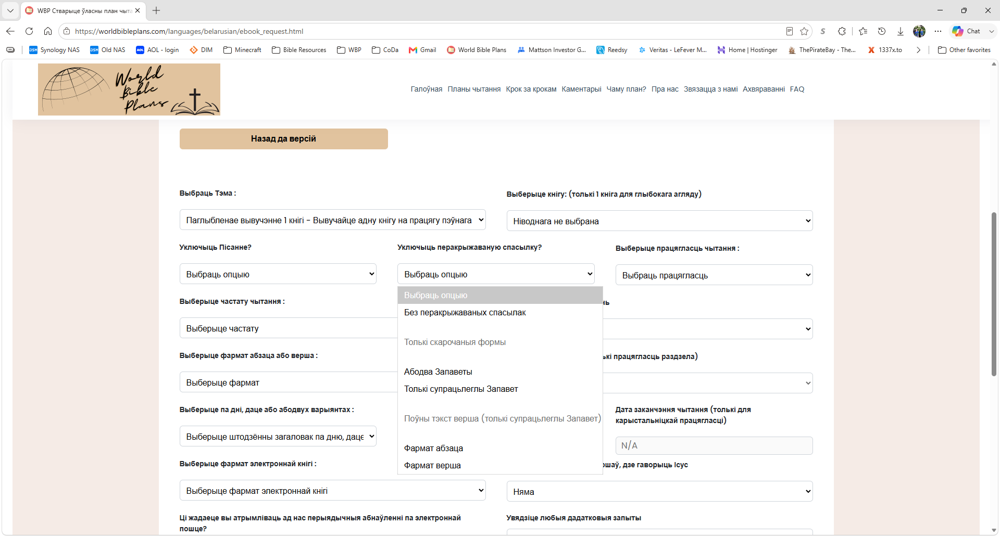 WBP Стварыце ўласны план чыта
https://worldbibleplans.com/languages/belarusian/ebook_request.html
Chat
Synology NAS
Old NAS
AOL - login
DIM
Minecraft
Bible Resources
WBP
CoDa
Gmail
World Bible Plans
Mattson Investor G...
Reedsy
Veritas - LeFever M...
Home | Hostinger
ThePirateBay - The...
1337x.to
Other favorites
World
Bible
Plans
Галоўная Планы чытання Крок за крокам Каментарыі Чаму план? Пра нас Звязацца з намі Ахвяраванні FAQ
Назад да версій
Выбраць Тэма :
Выберыце кнігу: (толькі 1 кніга для глыбокага агляду)
Паглыбленае вывучэнне 1 кнігі - Вывучайце адну кнігу на працягу пэўнага
Ніводнага не выбрана
Уключыць Пісанне?
Уключыць перакрыжаваную спасылку?
Выберыце працягласць чытання :
Выбраць опцыю
Выбраць опцыю
Выбраць працягласць
Выбраць опцыю
Выберыце частату чытання :
нь
Без перакрыжаваных спасылак
Выберыце частату
Толькі скарочаныя формы
Выберыце фармат абзаца або верша :
ькі працягласць раздзела)
Абодва Запаветы
Выберыце фармат
Толькі супрацьлеглы Запавет
Выберыце па дні, даце або абодвух варыянтах :
Дата заканчэння чытання (толькі для
карыстальніцкай працягласці)
Поўны тэкст верша (толькі супрацьлеглы Запавет)
Выберыце штодзённы загаловак па дню, даце
N/A
Фармат абзаца
Выберыце фармат электроннай кнігі :
Фармат верша
ршаў, дзе гаворыць Ісус
Выберыце фармат электроннай кнігі
Няма
Ці жадаеце вы атрымліваць ад нас перыядычныя абнаўленні па электроннай
пошце?
Увядзіце любыя дадатковыя запыты